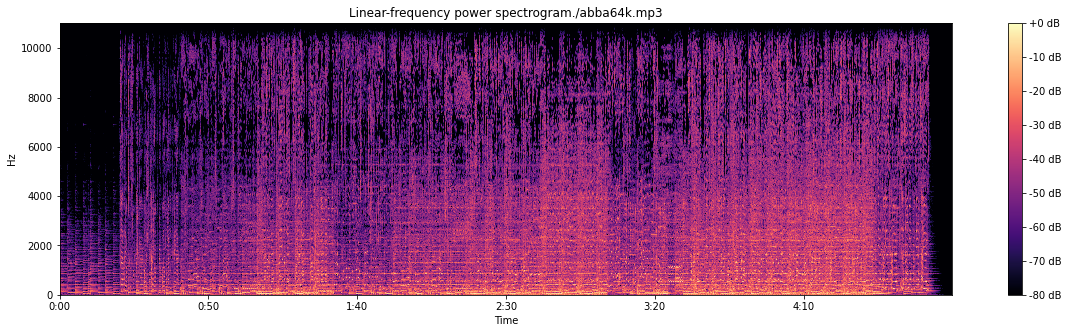 Linear-frequency power spectrogram./abba64k.mp3
10000
8000
6000
4000
2000
0
Hz
0:00
0:50
1:40
2:30
3:20
4:10
Time
+0 dB
-10 dB
-20 dB
-30 dB
-40 dB
-50 dB
-60 dB
-70 dB
-80 dB